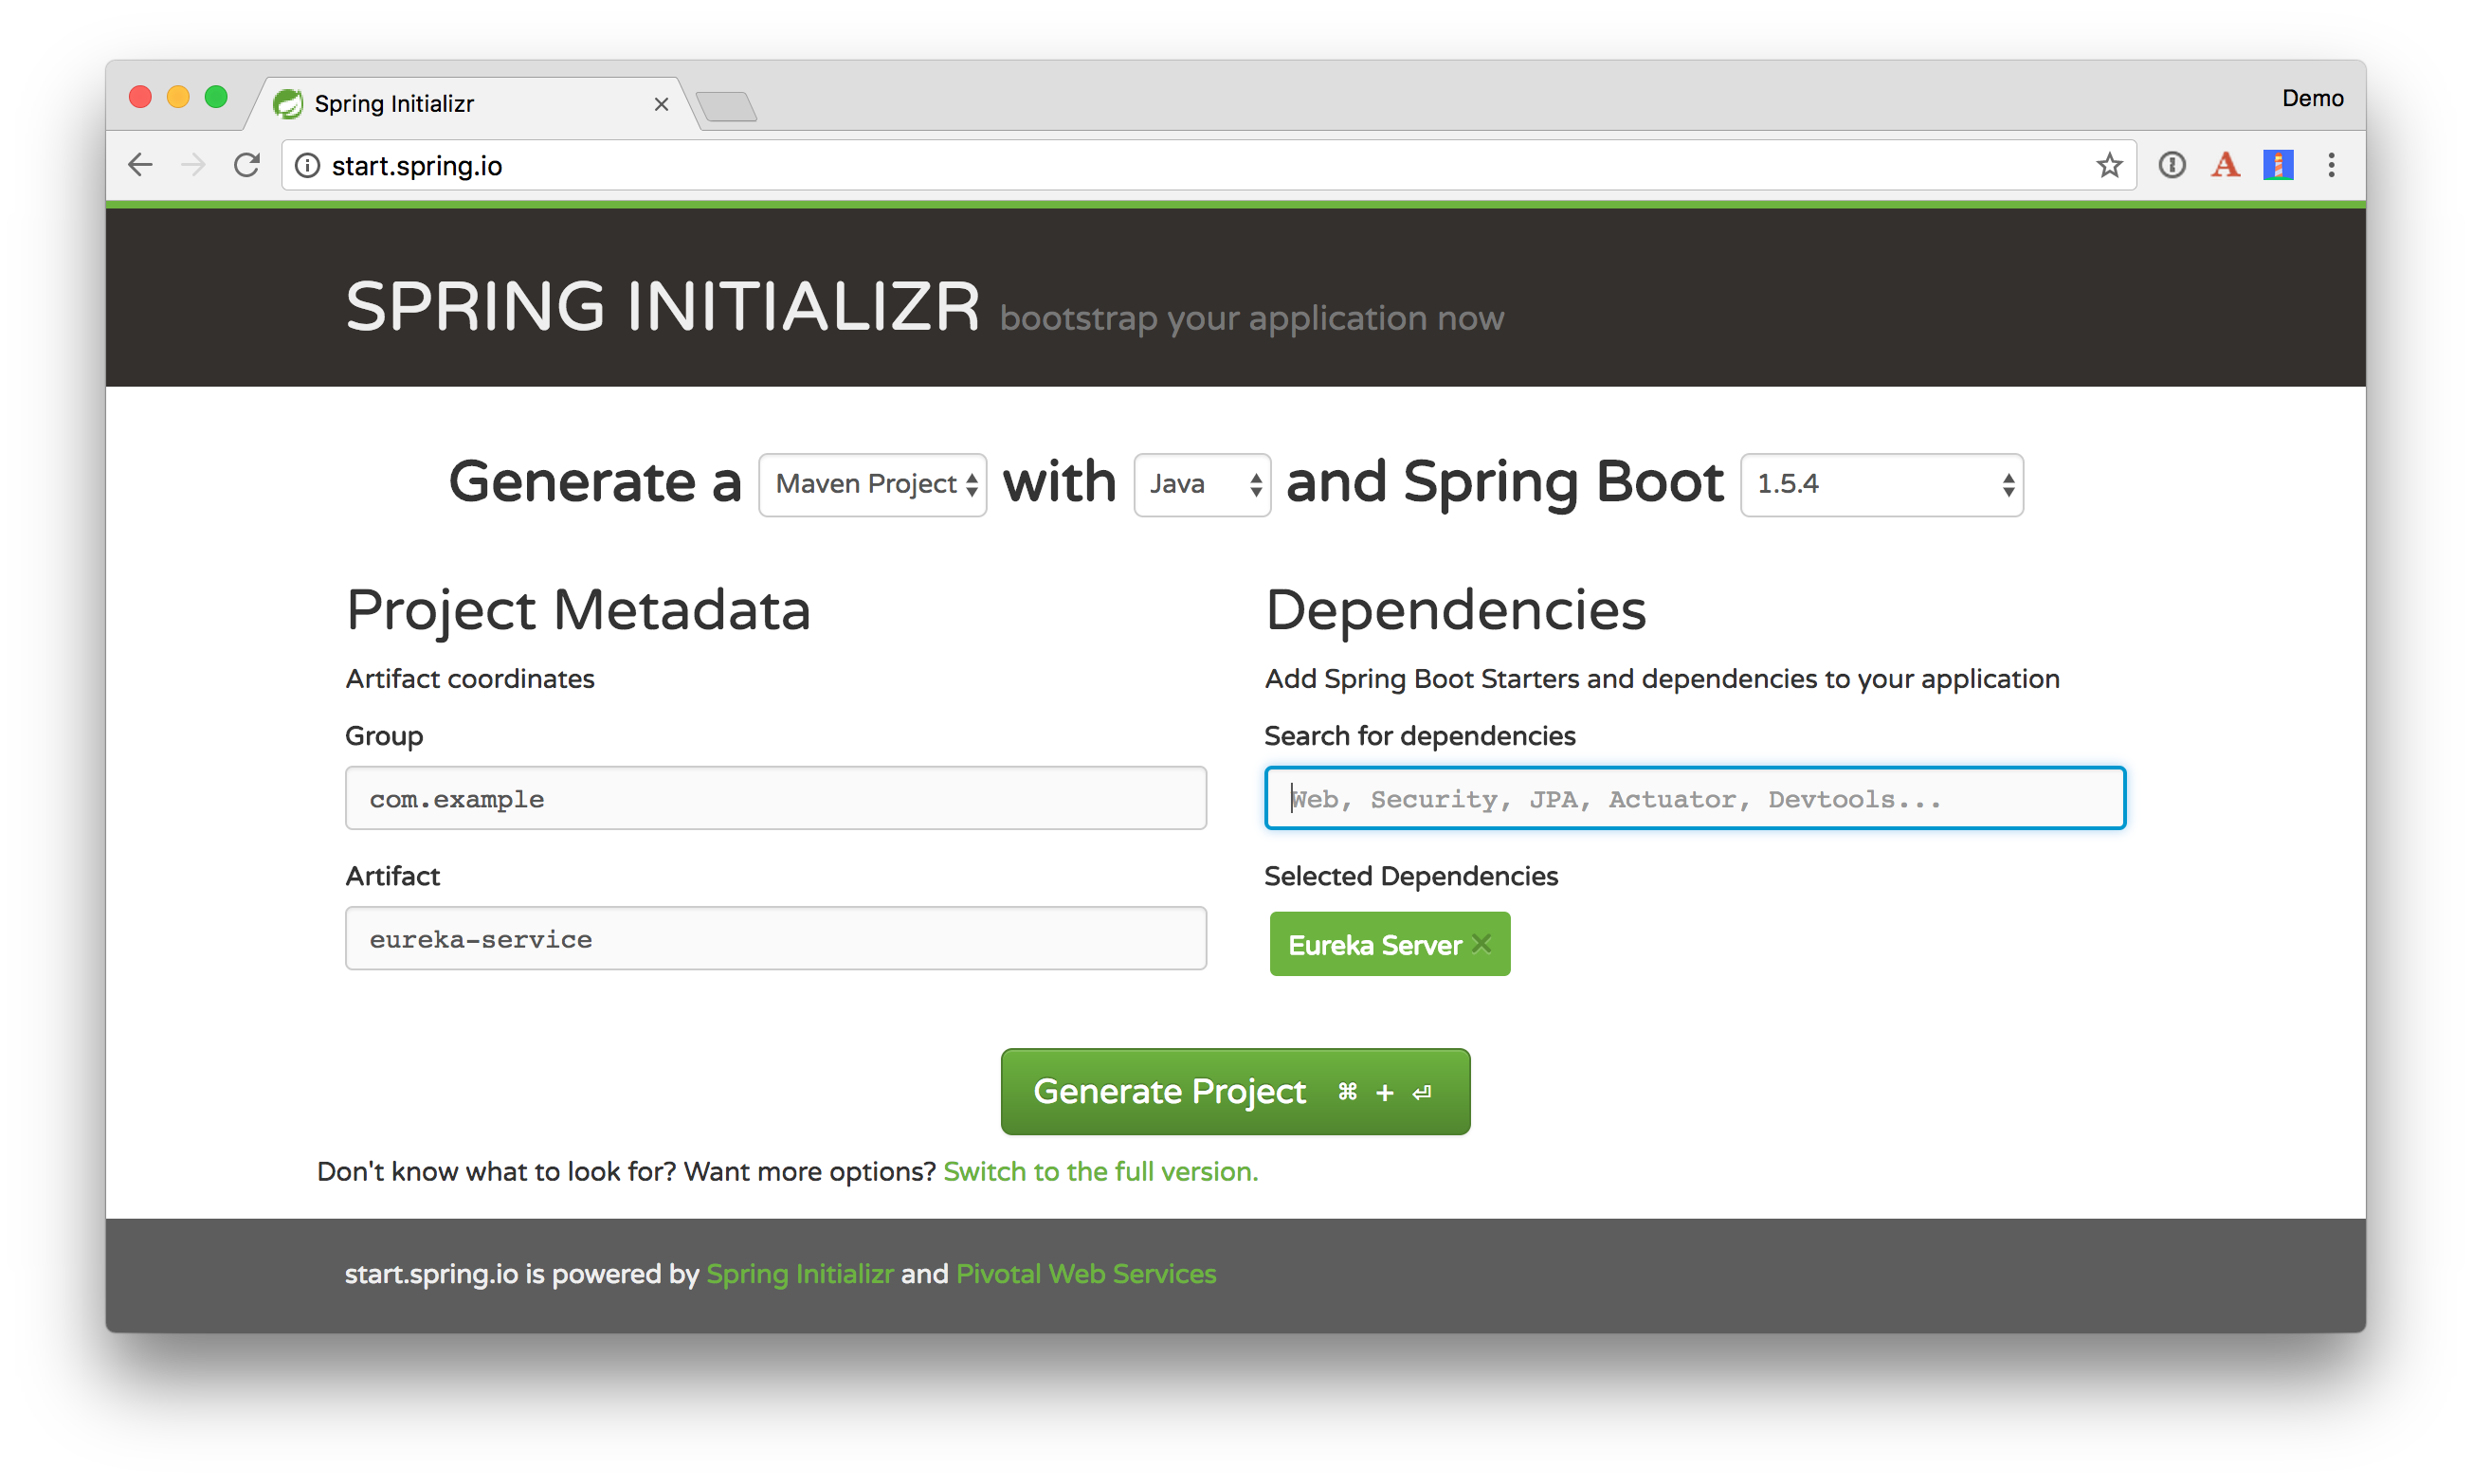 Spring Initializr
Demo
start.spring.io
SPRING INITIALIZR bootstrap your application now
Generate a Maven Project with Java and Spring Boot 1.5.4
Project Metadata
Artifact coordinates
Group
com.example
Artifact
eureka-service
Dependencies
Add Spring Boot Starters and dependencies to your application
Search for dependencies
Web, Security, JPA, Actuator, Devtools...
Selected Dependencies
Eureka Server
Generate Project ⌘ + ⏎
Don't know what to look for? Want more options? Switch to the full version.
start.spring.io is powered by Spring Initializr and Pivotal Web Services